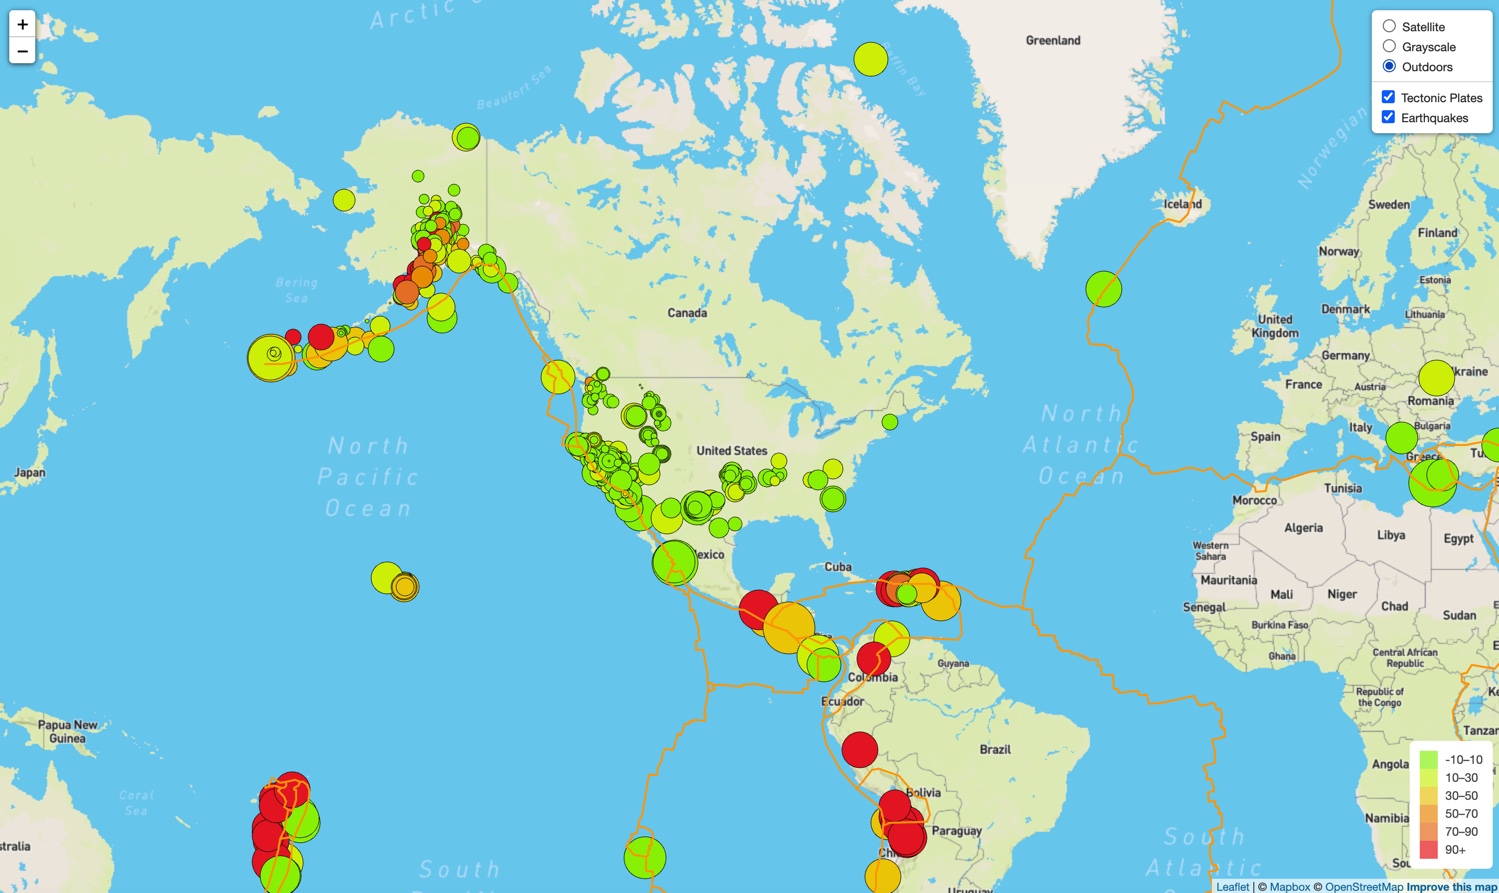 +
−
Arctic
Greenland
Baffin Bay
Satellite
Grayscale
Outdoors
Tectonic Plates
Earthquakes
Beaufort Sea
Norwegian
Iceland
Sweden
Finland
Norway
Bering
Sea
Estonia
Canada
Denmark
Lithuania
United
Kingdom
Germany
France
Austria
Ukraine
Romania
North
Pacific
Ocean
North
Atlantic
Ocean
United States
Italy
Bulgaria
Spain
Greece
Tu
Japan
Tunisia
Morocco
Algeria
Libya
Egypt
Western
Sahara
Mexico
Cuba
Mauritania
Mali
Niger
Chad
Sudan
Senegal
Burkina Faso
Ghana
Central African
Republic
Guyana
Colombia
Ecuador
Republic of
the Congo
Ke
Papua New
Guinea
Tanzan
Brazil
Angola
Coral
Sea
Bolivia
Namibia
Paraguay
stralia
South
South
Atlantic
Uruguay
-10–10
10–30
30–50
50–70
70–90
90+
Leaflet | © Mapbox © OpenStreetMap Improve this map